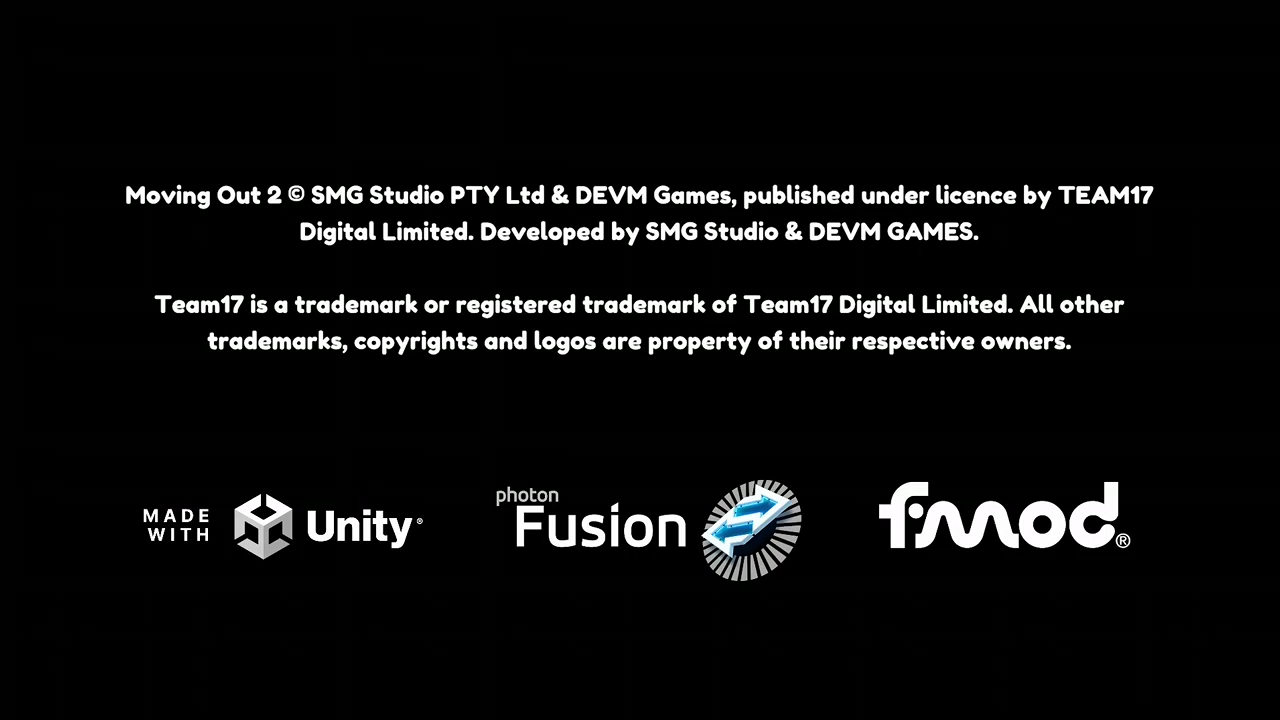 Moving Out 2 © SMG Studio PTY Ltd & DEVM Games, published under licence by TEAM17
Digital Limited. Developed by SMG Studio & DEVM GAMES.
Team17 is a trademark or registered trademark of Team17 Digital Limited. All other
trademarks, copyrights and logos are property of their respective owners.
MADE
WITH
Unity®
photon
Fusion
fmod®